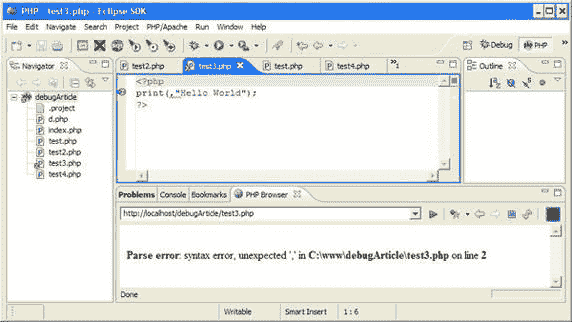 PHP - test3.php - Eclipse SDK
File Edit Navigate Search Project PHP/Apache Run Window Help
Debug PHP
Navigator
debugArticle
.project
d.php
index.php
test.php
test2.php
test3.php
test4.php
test2.php test3.php test.php test4.php »1
<?php
print(,"Hello World");
?>
Outline
Problems Console Bookmarks PHP Browser
http://localhost/debugArticle/test3.php
Parse error: syntax error, unexpected ',' in C:\www\debugArticle\test3.php on line 2
Done
Writable Smart Insert 1 : 6